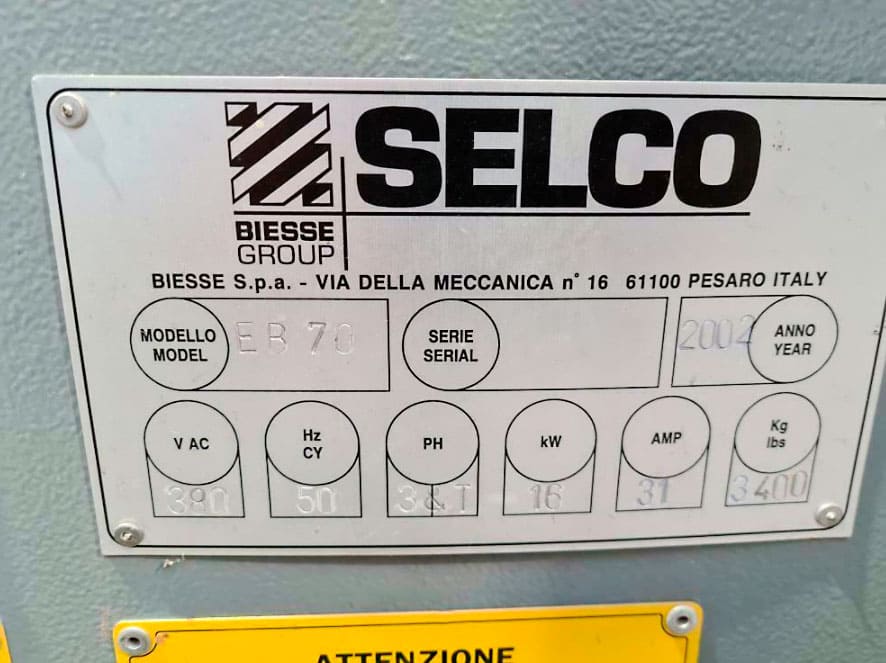 SELCO
BIESSE
GROUP
BIESSE S.p.a. - VIA DELLA MECCANICA n° 16 61100 PESARO ITALY
MODELLO
MODEL
EB 70
SERIE
SERIAL
2002
ANNO
YEAR
V AC
380
Hz
CY
50
PH
3&T
kW
16
AMP
31
Kg
lbs
3400
ATTENZIONE